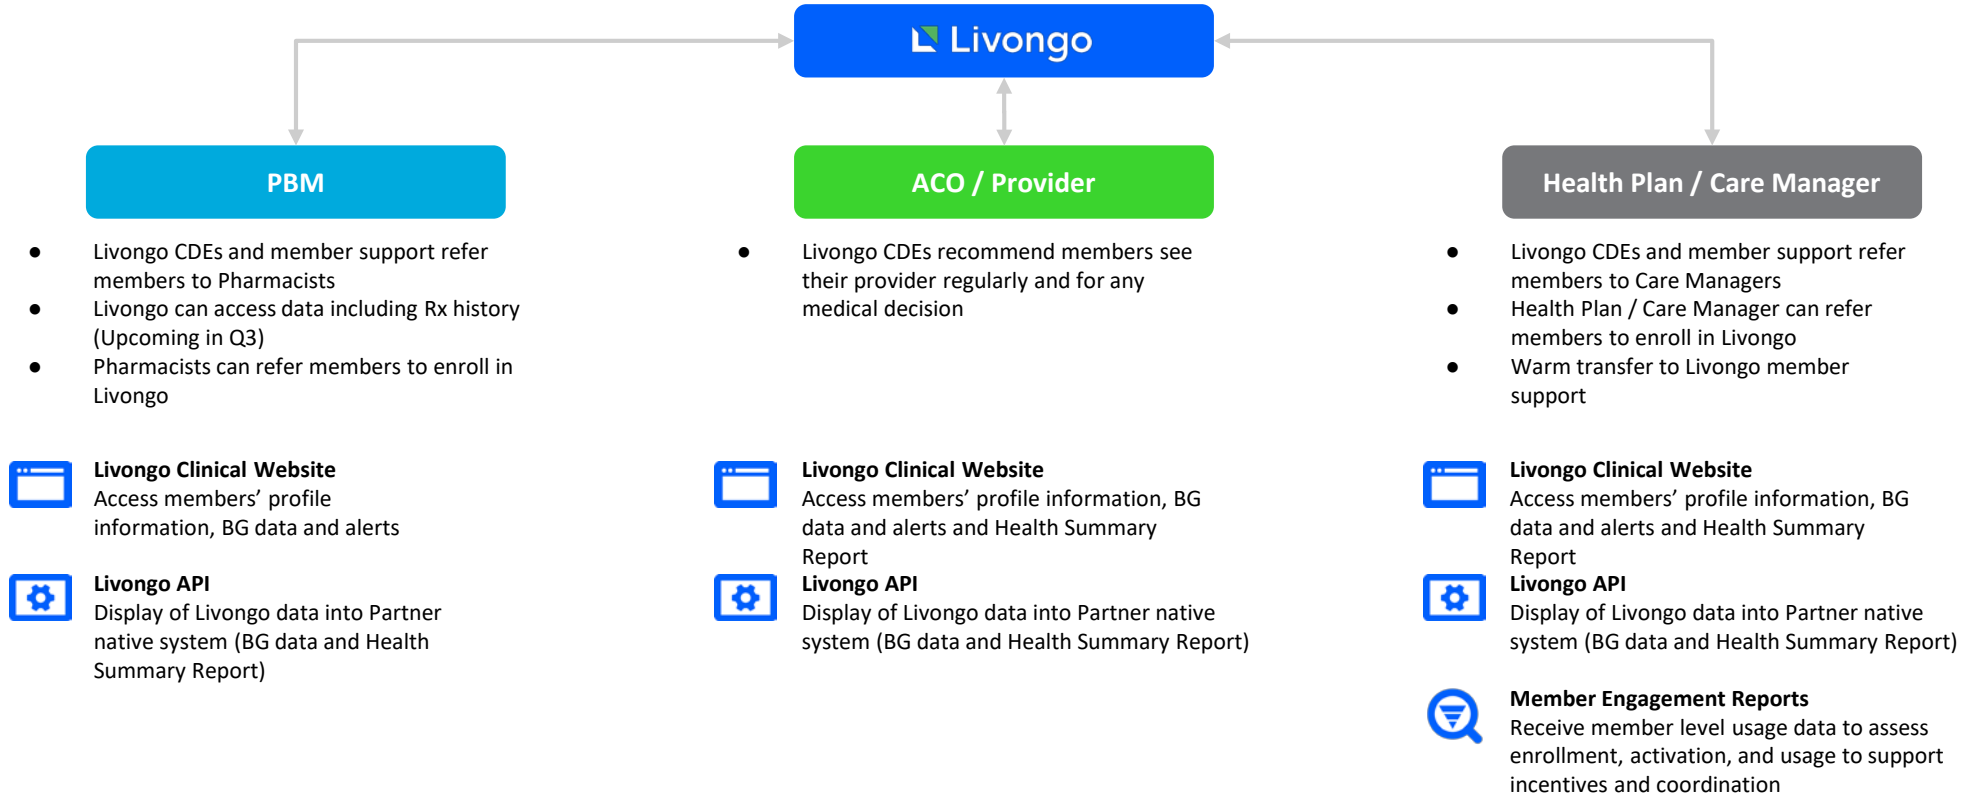 Livongo
PBM
● Livongo CDEs and member support refer
members to Pharmacists
● Livongo can access data including Rx history
(Upcoming in Q3)
● Pharmacists can refer members to enroll in
Livongo
Livongo Clinical Website
Access members’ profile
information, BG data and alerts
Livongo API
Display of Livongo data into Partner
native system (BG data and Health
Summary Report)
ACO / Provider
● Livongo CDEs recommend members see
their provider regularly and for any
medical decision
Livongo Clinical Website
Access members’ profile information, BG
data and alerts and Health Summary
Report
Livongo API
Display of Livongo data into Partner native
system (BG data and Health Summary Report)
Health Plan / Care Manager
● Livongo CDEs and member support refer
members to Care Managers
● Health Plan / Care Manager can refer
members to enroll in Livongo
● Warm transfer to Livongo member
support
Livongo Clinical Website
Access members’ profile information, BG
data and alerts and Health Summary
Report
Livongo API
Display of Livongo data into Partner native
system (BG data and Health Summary Report)
Member Engagement Reports
Receive member level usage data to assess
enrollment, activation, and usage to support
incentives and coordination